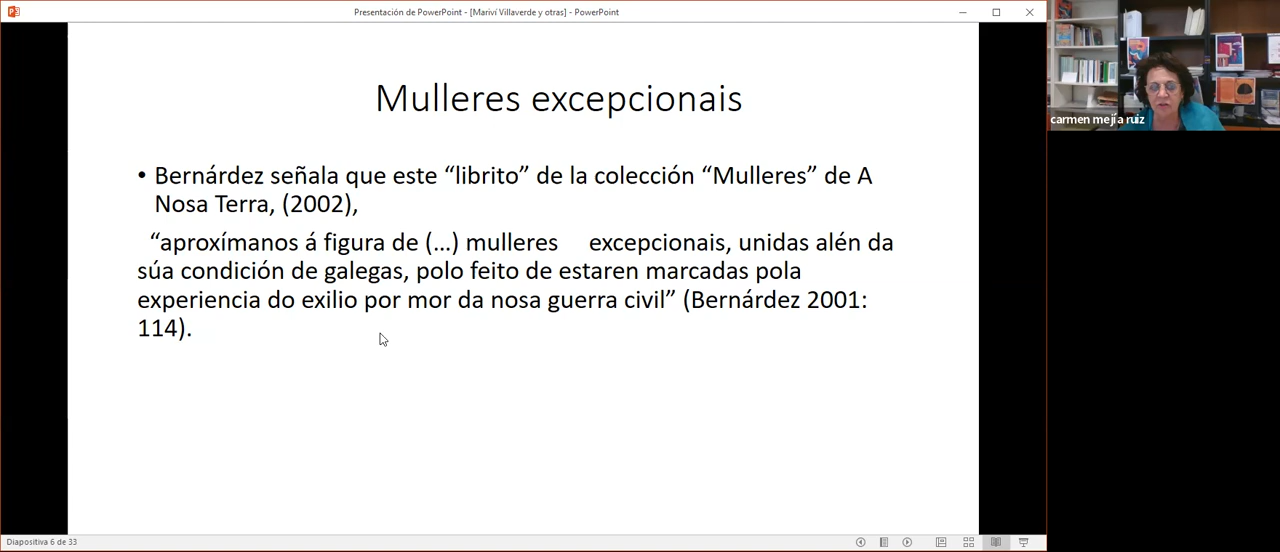 Presentación de PowerPoint - [Mariví Villaverde y otras] - PowerPoint
Mulleres excepcionais
• Bernárdez señala que este “librito” de la colección “Mulleres” de A
Nosa Terra, (2002),
“aproxímanos á figura de (...) mulleres excepcionais, unidas alén da
súa condición de galegas, polo feito de estaren marcadas pola
experiencia do exilio por mor da nosa guerra civil” (Bernárdez 2001:
114).
carmen mejía ruiz
Diapositiva 6 de 33